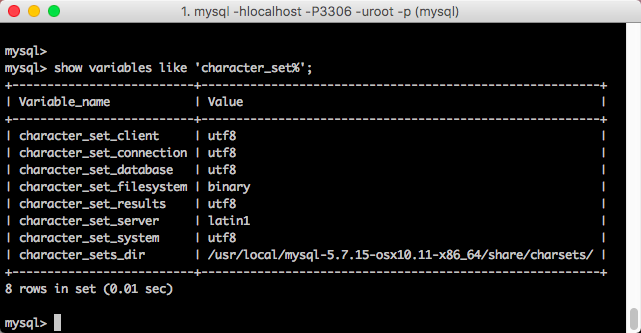 1. mysql -hlocalhost -P3306 -uroot -p (mysql)
mysql>
mysql> show variables like 'character_set%';
+--------------------------+--------------------------------------------------------+
| Variable_name            | Value                                                  |
+--------------------------+--------------------------------------------------------+
| character_set_client     | utf8                                                   |
| character_set_connection | utf8                                                   |
| character_set_database   | utf8                                                   |
| character_set_filesystem | binary                                                 |
| character_set_results    | utf8                                                   |
| character_set_server     | latin1                                                 |
| character_set_system     | utf8                                                   |
| character_sets_dir       | /usr/local/mysql-5.7.15-osx10.11-x86_64/share/charsets/ |
+--------------------------+--------------------------------------------------------+
8 rows in set (0.01 sec)
mysql>